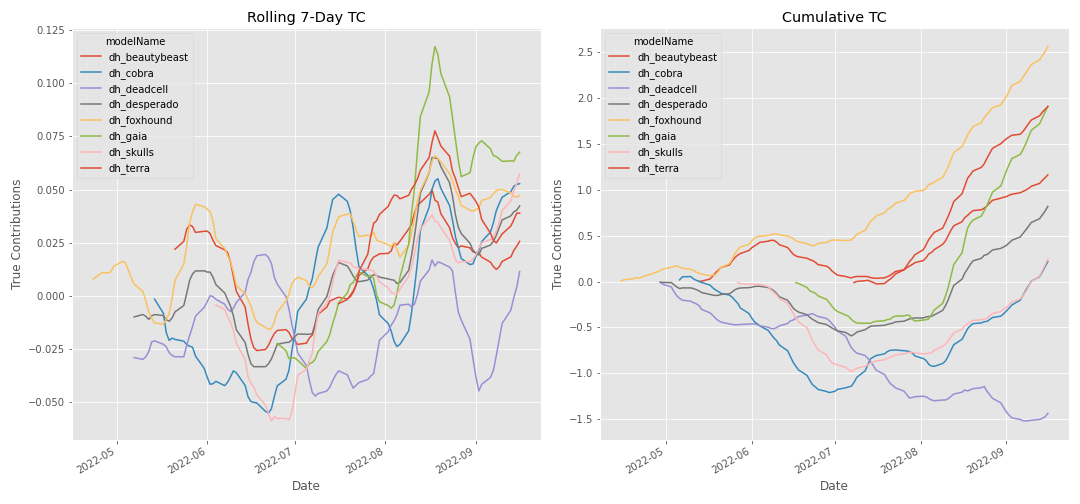 Rolling 7-Day TC
True Contributions
0.125
0.100
0.075
0.050
0.025
0.000
−0.025
−0.050
modelName
dh_beautybeast
dh_cobra
dh_deadcell
dh_desperado
dh_foxhound
dh_gaia
dh_skulls
dh_terra
2022-05
2022-06
2022-07
2022-08
2022-09
Date
Cumulative TC
True Contributions
2.5
2.0
1.5
1.0
0.5
0.0
−0.5
−1.0
−1.5
modelName
dh_beautybeast
dh_cobra
dh_deadcell
dh_desperado
dh_foxhound
dh_gaia
dh_skulls
dh_terra
2022-05
2022-06
2022-07
2022-08
2022-09
Date